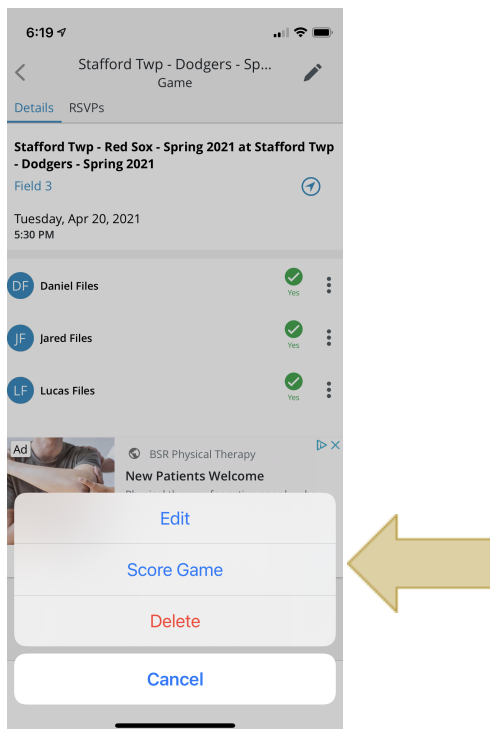 6:19
Stafford Twp - Dodgers - Sp...
Game
Details RSVPs
Stafford Twp - Red Sox - Spring 2021 at Stafford Twp
- Dodgers - Spring 2021
Field 3
Tuesday, Apr 20, 2021
5:30 PM
DF Daniel Files
Yes
JF Jared Files
Yes
LF Lucas Files
Yes
Ad
BSR Physical Therapy
New Patients Welcome
Edit
Score Game
Delete
Cancel